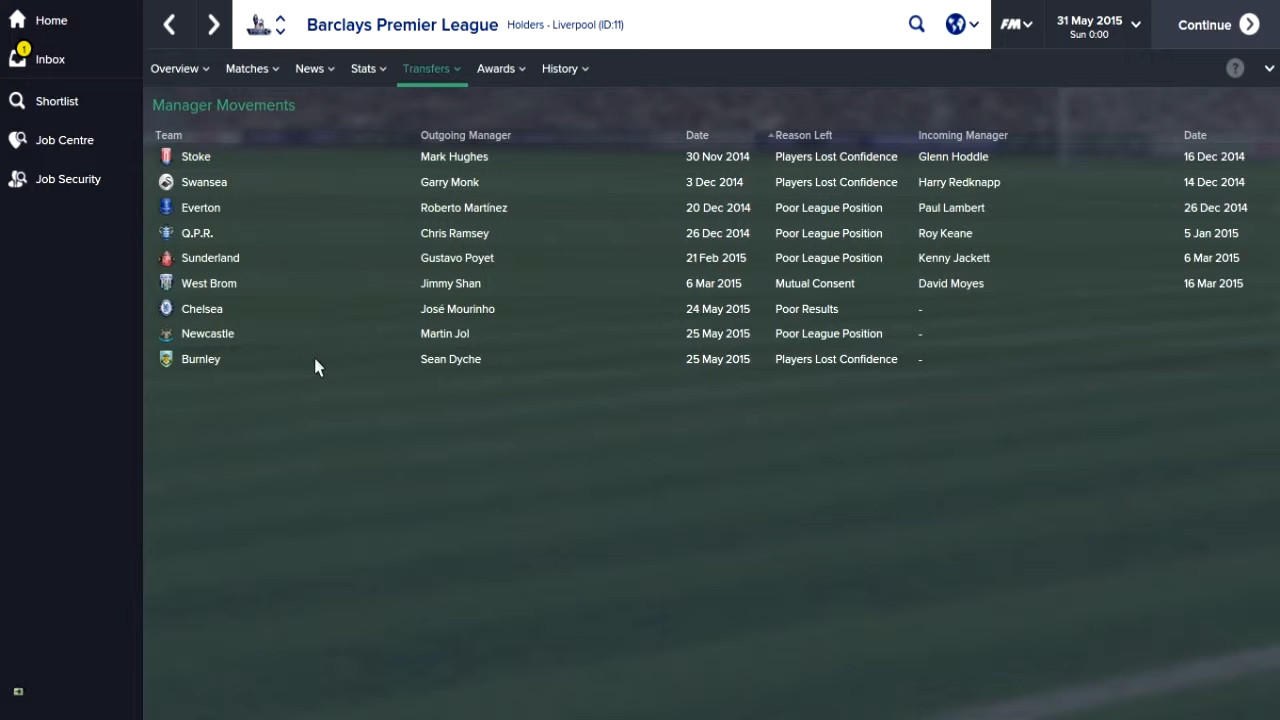 Home
1
Inbox
Shortlist
Job Centre
Job Security
Barclays Premier League Holders - Liverpool (ID:11)
FM 31 May 2015 Continue
Sun 0:00
Overview Matches News Stats Transfers Awards History ?
Manager Movements
Team Outgoing Manager Date Reason Left Incoming Manager Date
Stoke Mark Hughes 30 Nov 2014 Players Lost Confidence Glenn Hoddle 16 Dec 2014
Swansea Garry Monk 3 Dec 2014 Players Lost Confidence Harry Redknapp 14 Dec 2014
Everton Roberto Martínez 20 Dec 2014 Poor League Position Paul Lambert 26 Dec 2014
Q.P.R. Chris Ramsey 26 Dec 2014 Poor League Position Roy Keane 5 Jan 2015
Sunderland Gustavo Poyet 21 Feb 2015 Poor League Position Kenny Jackett 6 Mar 2015
West Brom Jimmy Shan 6 Mar 2015 Mutual Consent David Moyes 16 Mar 2015
Chelsea José Mourinho 24 May 2015 Poor Results -
Newcastle Martin Jol 25 May 2015 Poor League Position -
Burnley Sean Dyche 25 May 2015 Players Lost Confidence -